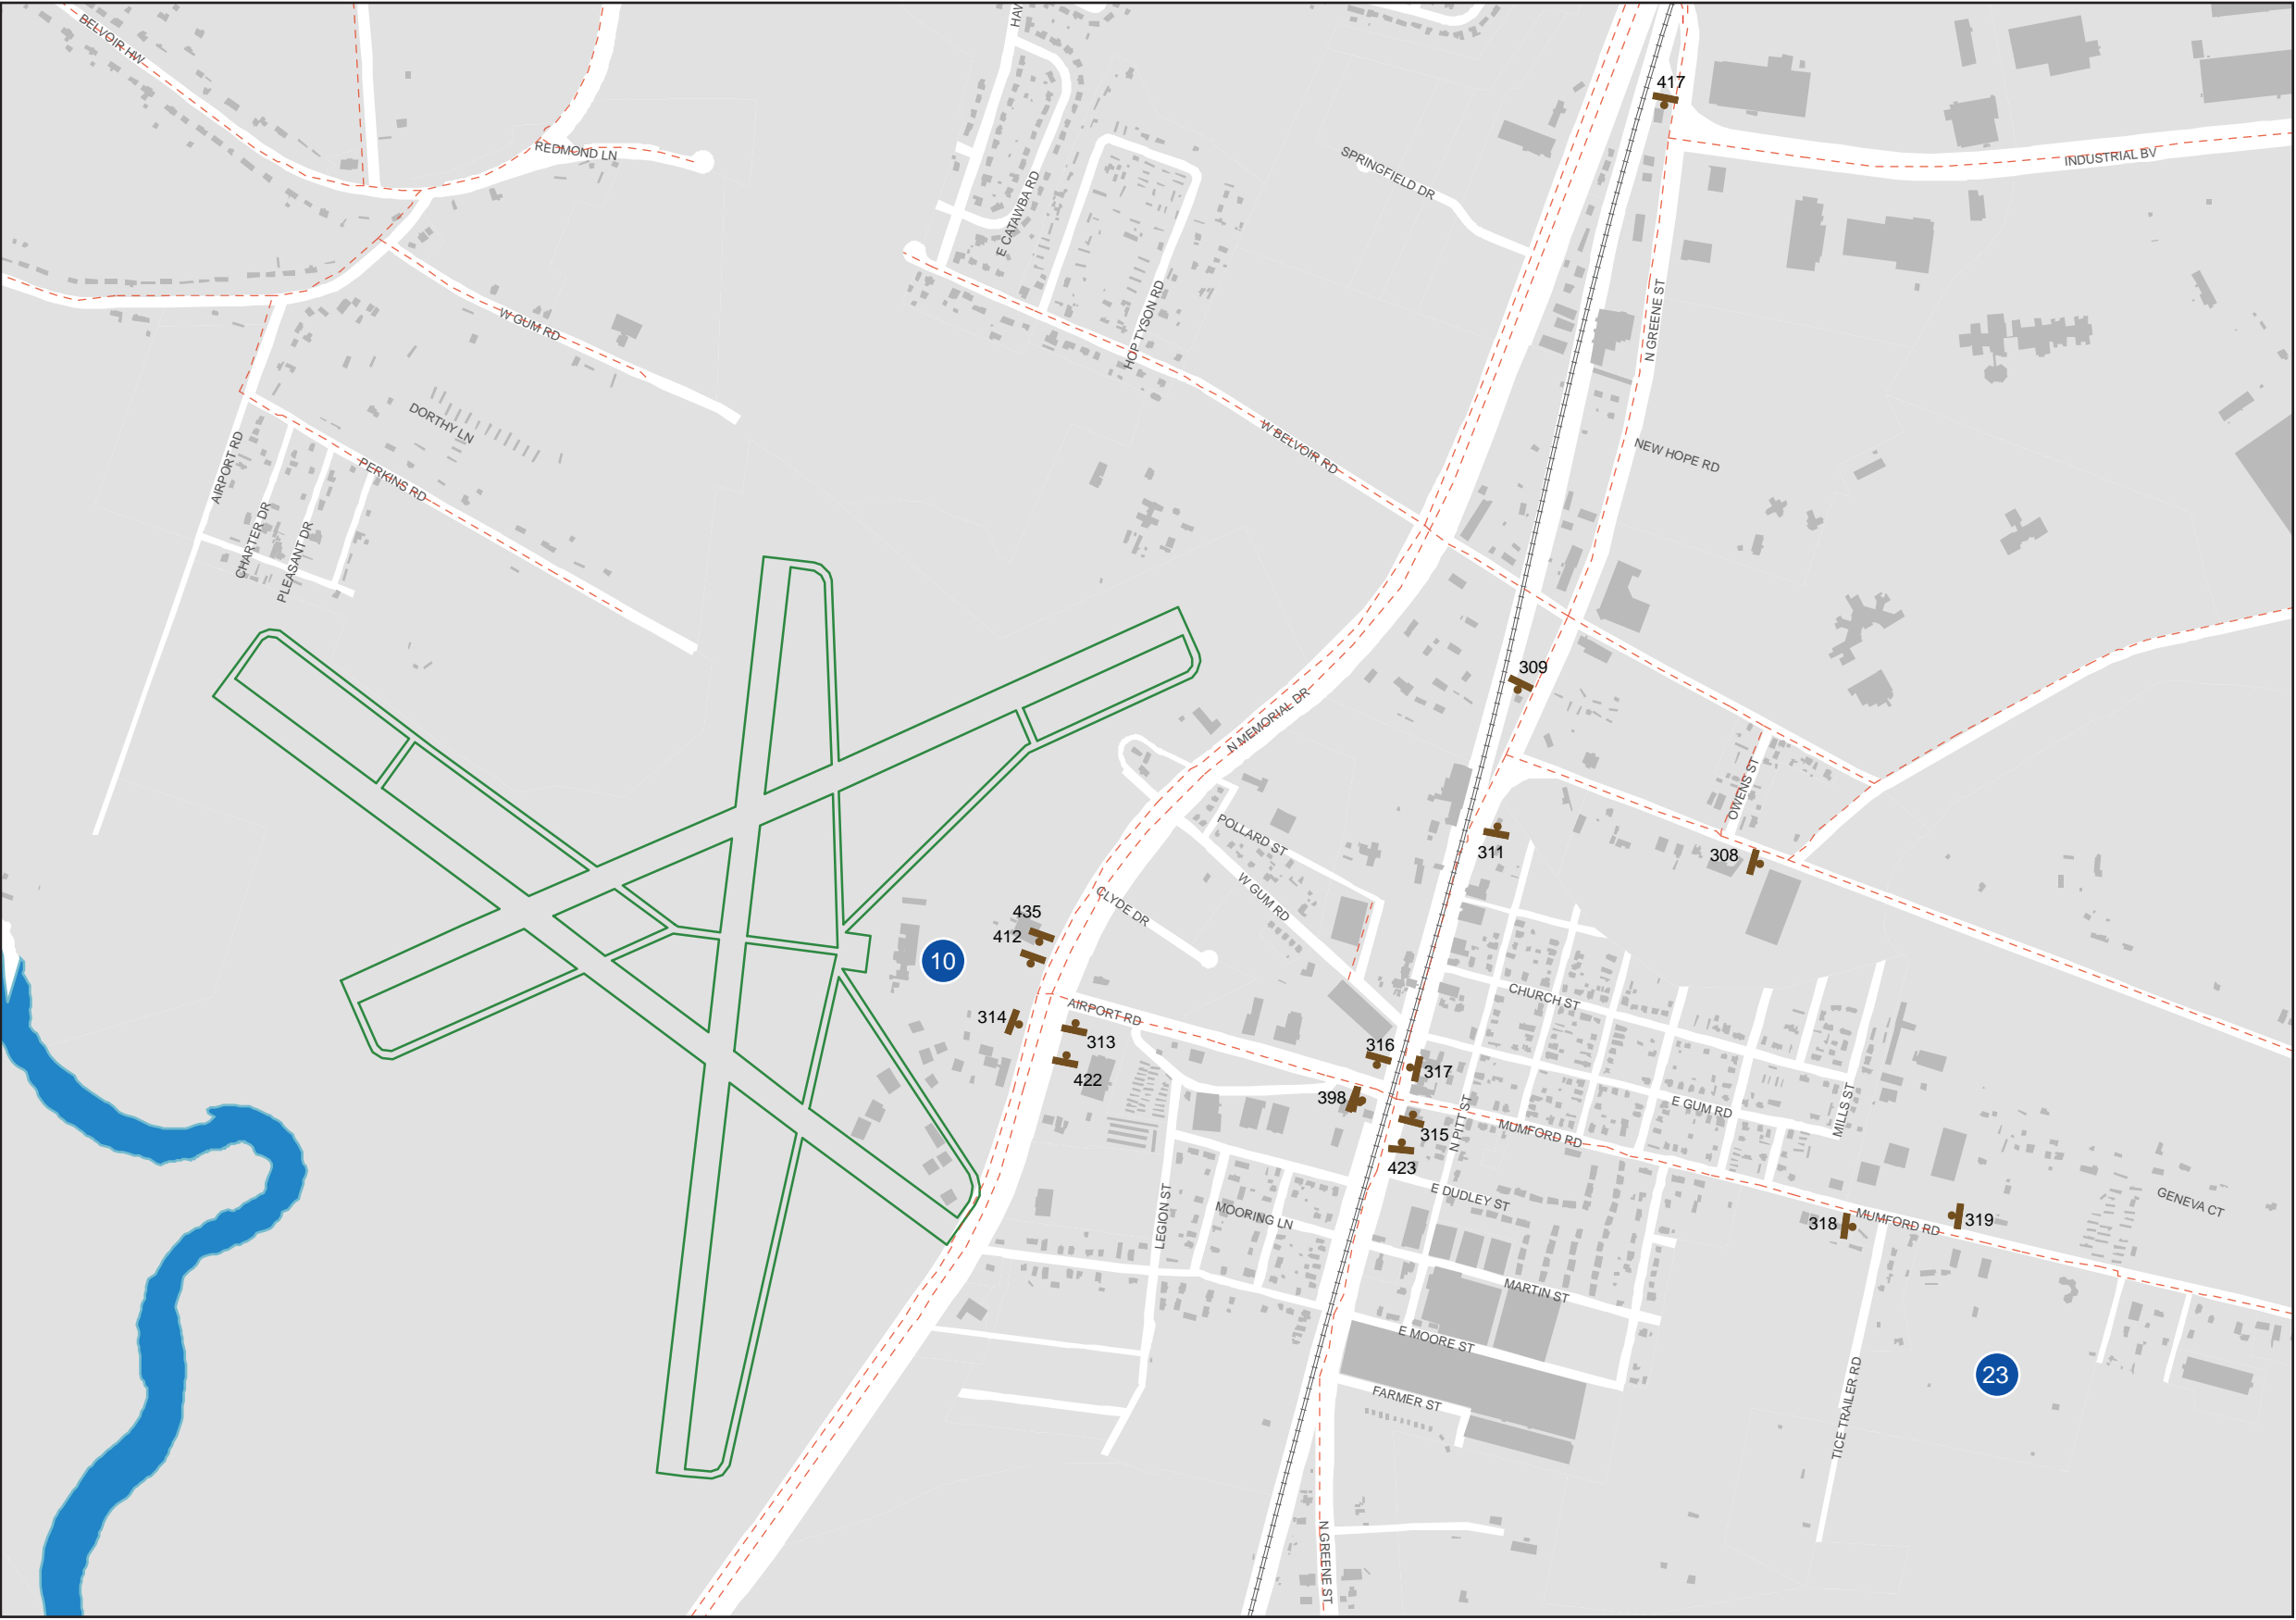 BELVOIR HW
HAV
417
REDMOND LN
SPRINGFIELD DR
INDUSTRIAL BV
E CATAWBA RD
W GUM RD
HOP TYSON RD
N GREENE ST
DORTHY LN
W BELVOIR RD
NEW HOPE RD
AIRPORT RD
PERKINS RD
CHARTER DR
PLEASANT DR
309
N MEMORIAL DR
OWENS ST
POLLARD ST
311
308
W GUM RD
CLYDE DR
435
412
10
CHURCH ST
AIRPORT RD
314
313
316
317
422
398
E GUM RD
MILLS ST
N PITT ST
315
MUMFORD RD
423
E DUDLEY ST
GENEVA CT
LEGION ST
MOORING LN
318
MUMFORD RD
319
MARTIN ST
E MOORE ST
23
FARMER ST
TICE TRAILER RD
N GREENE ST